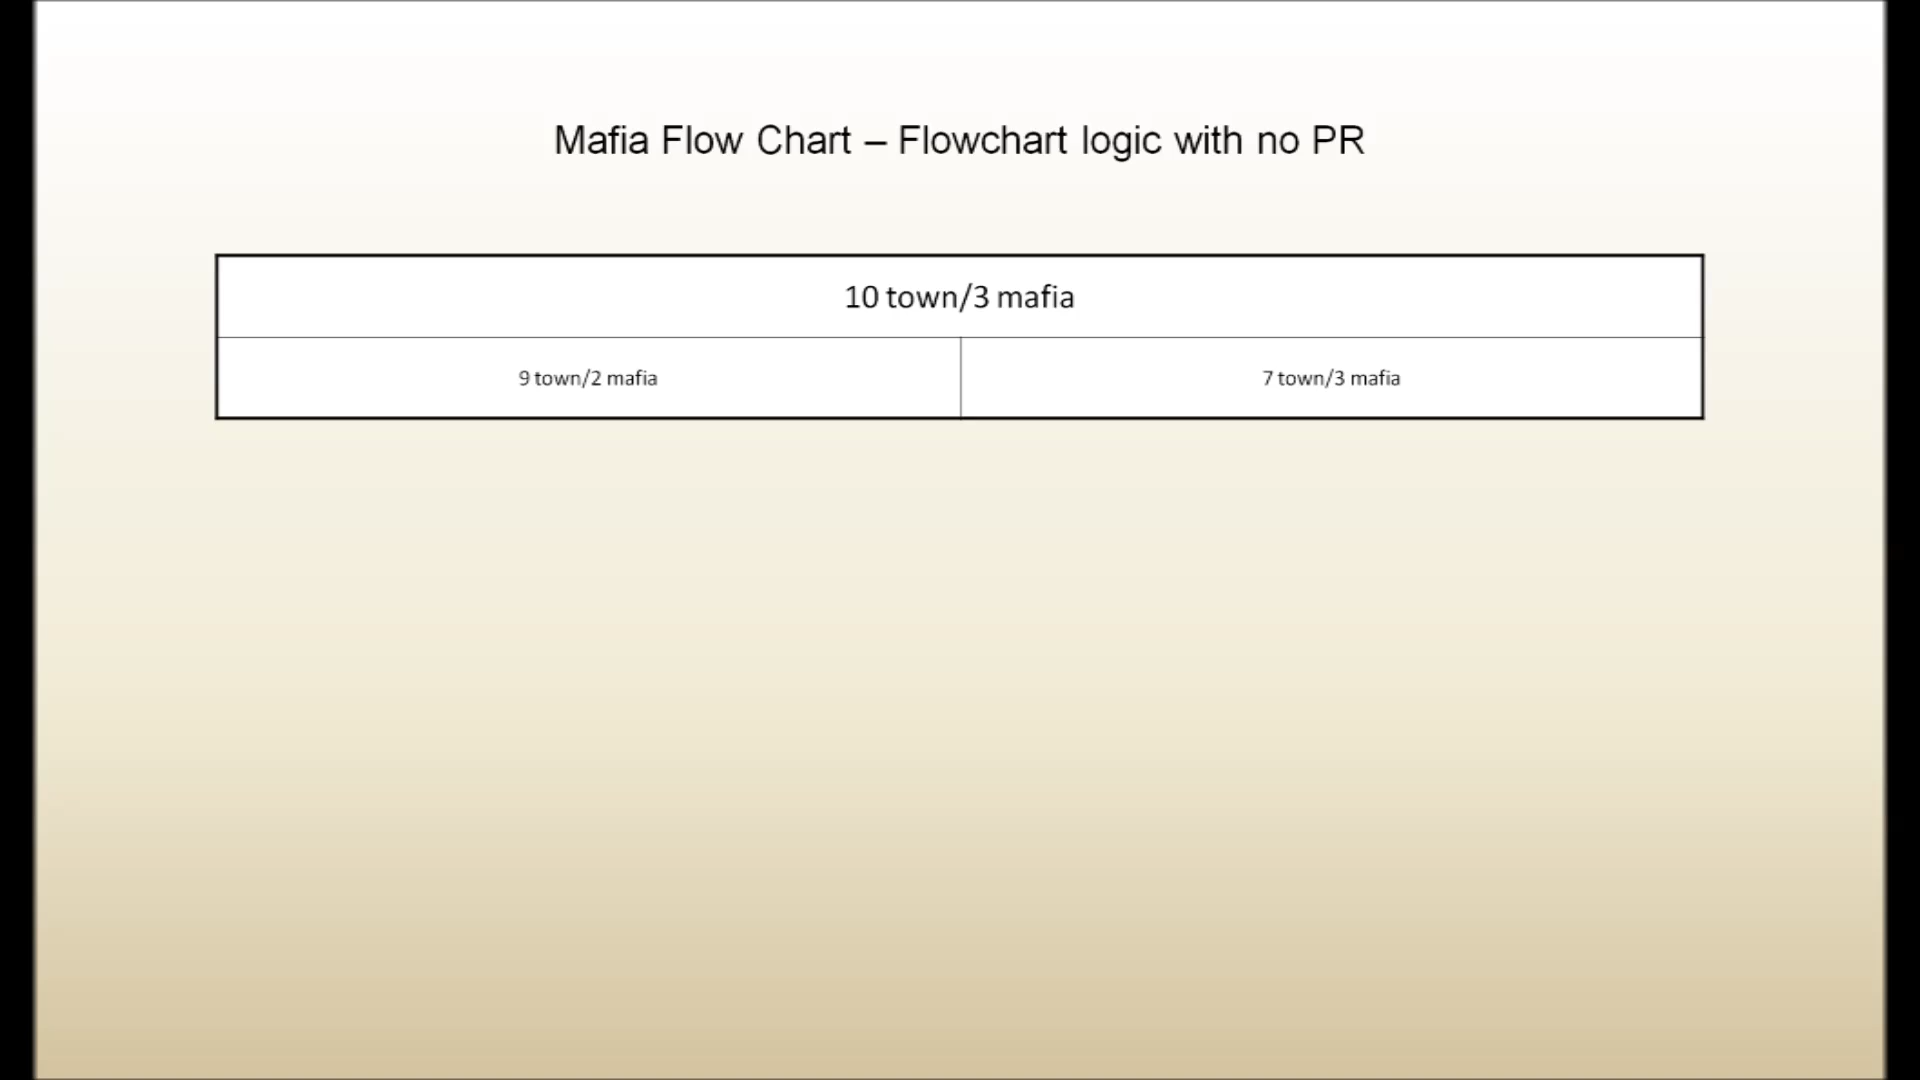 Mafia Flow Chart – Flowchart logic with no PR
10 town/3 mafia
9 town/2 mafia
7 town/3 mafia